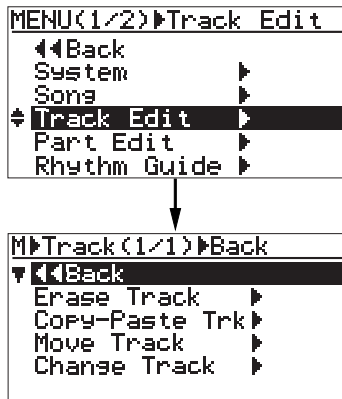 MENU(1/2)▶Track Edit
◀◀Back
System ▶
Song ▶
Track Edit ▶
Part Edit ▶
Rhythm Guide ▶
M▶Track(1/1)▶Back
◀◀Back
Erase Track ▶
Copy-Paste Trk▶
Move Track ▶
Change Track ▶